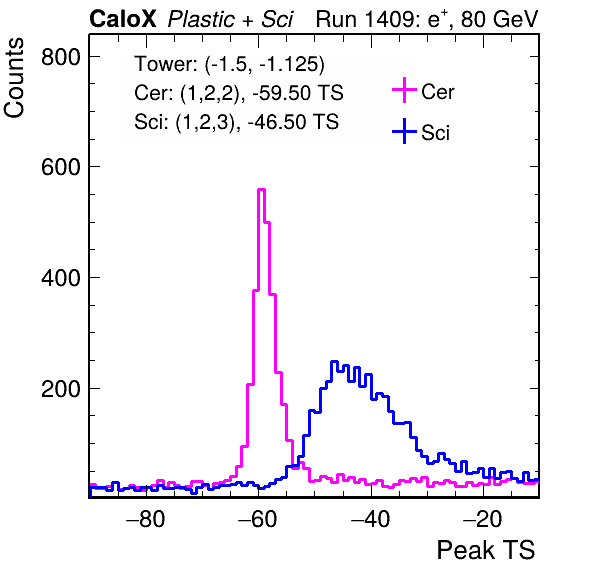 CaloX Plastic + Sci Run 1409: e+, 80 GeV
Counts
800
600
400
200
Tower: (-1.5, -1.125)
Cer: (1,2,2), -59.50 TS
Sci: (1,2,3), -46.50 TS
Cer
Sci
−80 −60 −40 −20
Peak TS